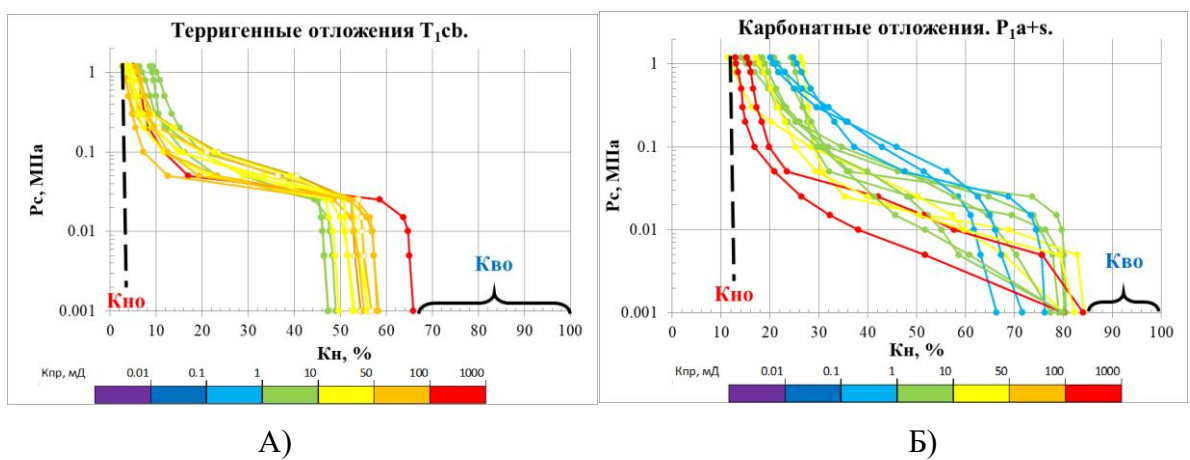 Терригенные отложения T₁cb.
Рс, МПа
1
0.1
0.01
0.001
Кно
Кво
0 10 20 30 40 50 60 70 80 90 100
Кн, %
Кпр, мД 0.01 0.1 1 10 50 100 1000
А)
Карбонатные отложения. P₁a+s.
Рс, МПа
1
0.1
0.01
0.001
Кно
Кво
0 10 20 30 40 50 60 70 80 90 100
Кн, %
Кпр, мД 0.01 0.1 1 10 50 100 1000
Б)